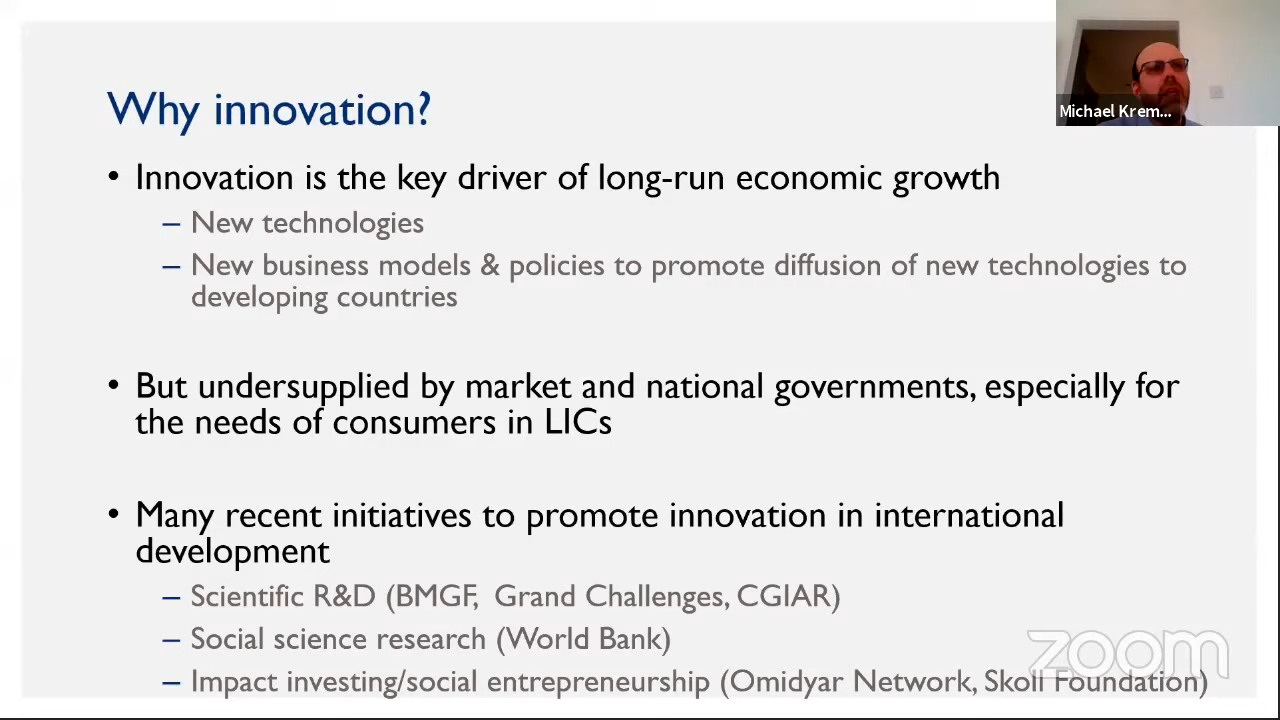 Why innovation?
Michael Krem...
• Innovation is the key driver of long-run economic growth
– New technologies
– New business models & policies to promote diffusion of new technologies to
developing countries
• But undersupplied by market and national governments, especially for
the needs of consumers in LICs
• Many recent initiatives to promote innovation in international
development
– Scientific R&D (BMGF, Grand Challenges, CGIAR)
– Social science research (World Bank)
– Impact investing/social entrepreneurship (Omidyar Network, Skoll Foundation)
zoom